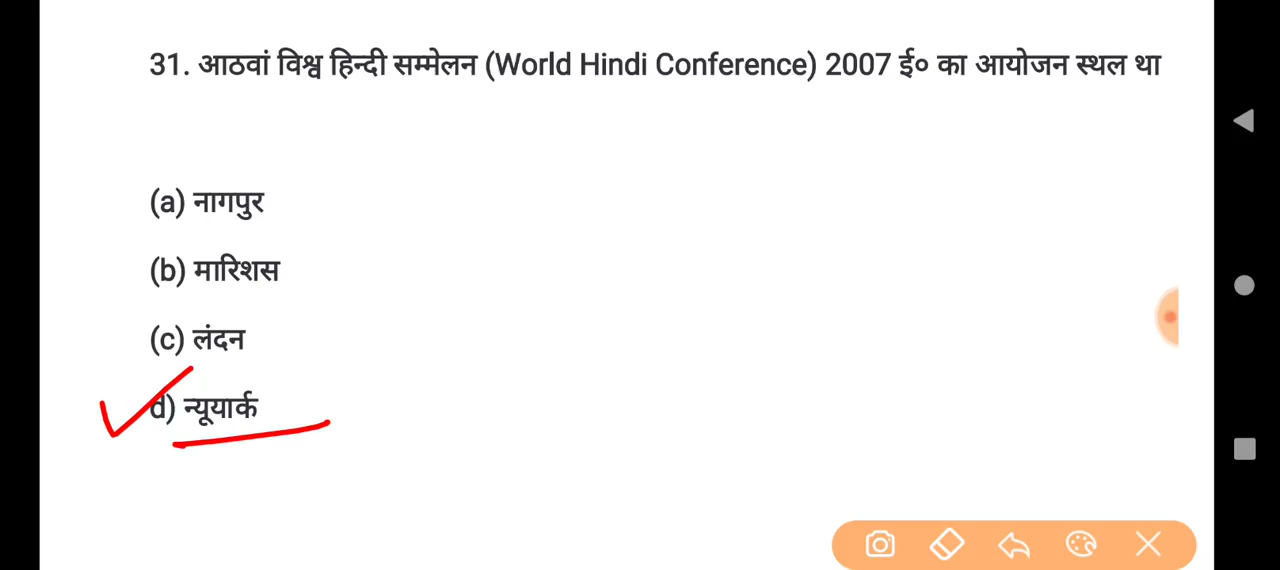 31. आठवां विश्व हिन्दी सम्मेलन (World Hindi Conference) 2007 ई० का आयोजन स्थल था
(a) नागपुर
(b) मारिशस
(c) लंदन
d) न्यूयार्क